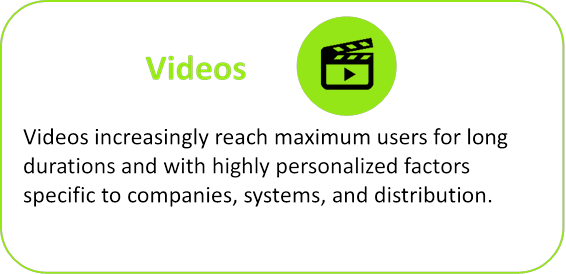 Videos
Videos increasingly reach maximum users for long
durations and with highly personalized factors
specific to companies, systems, and distribution.